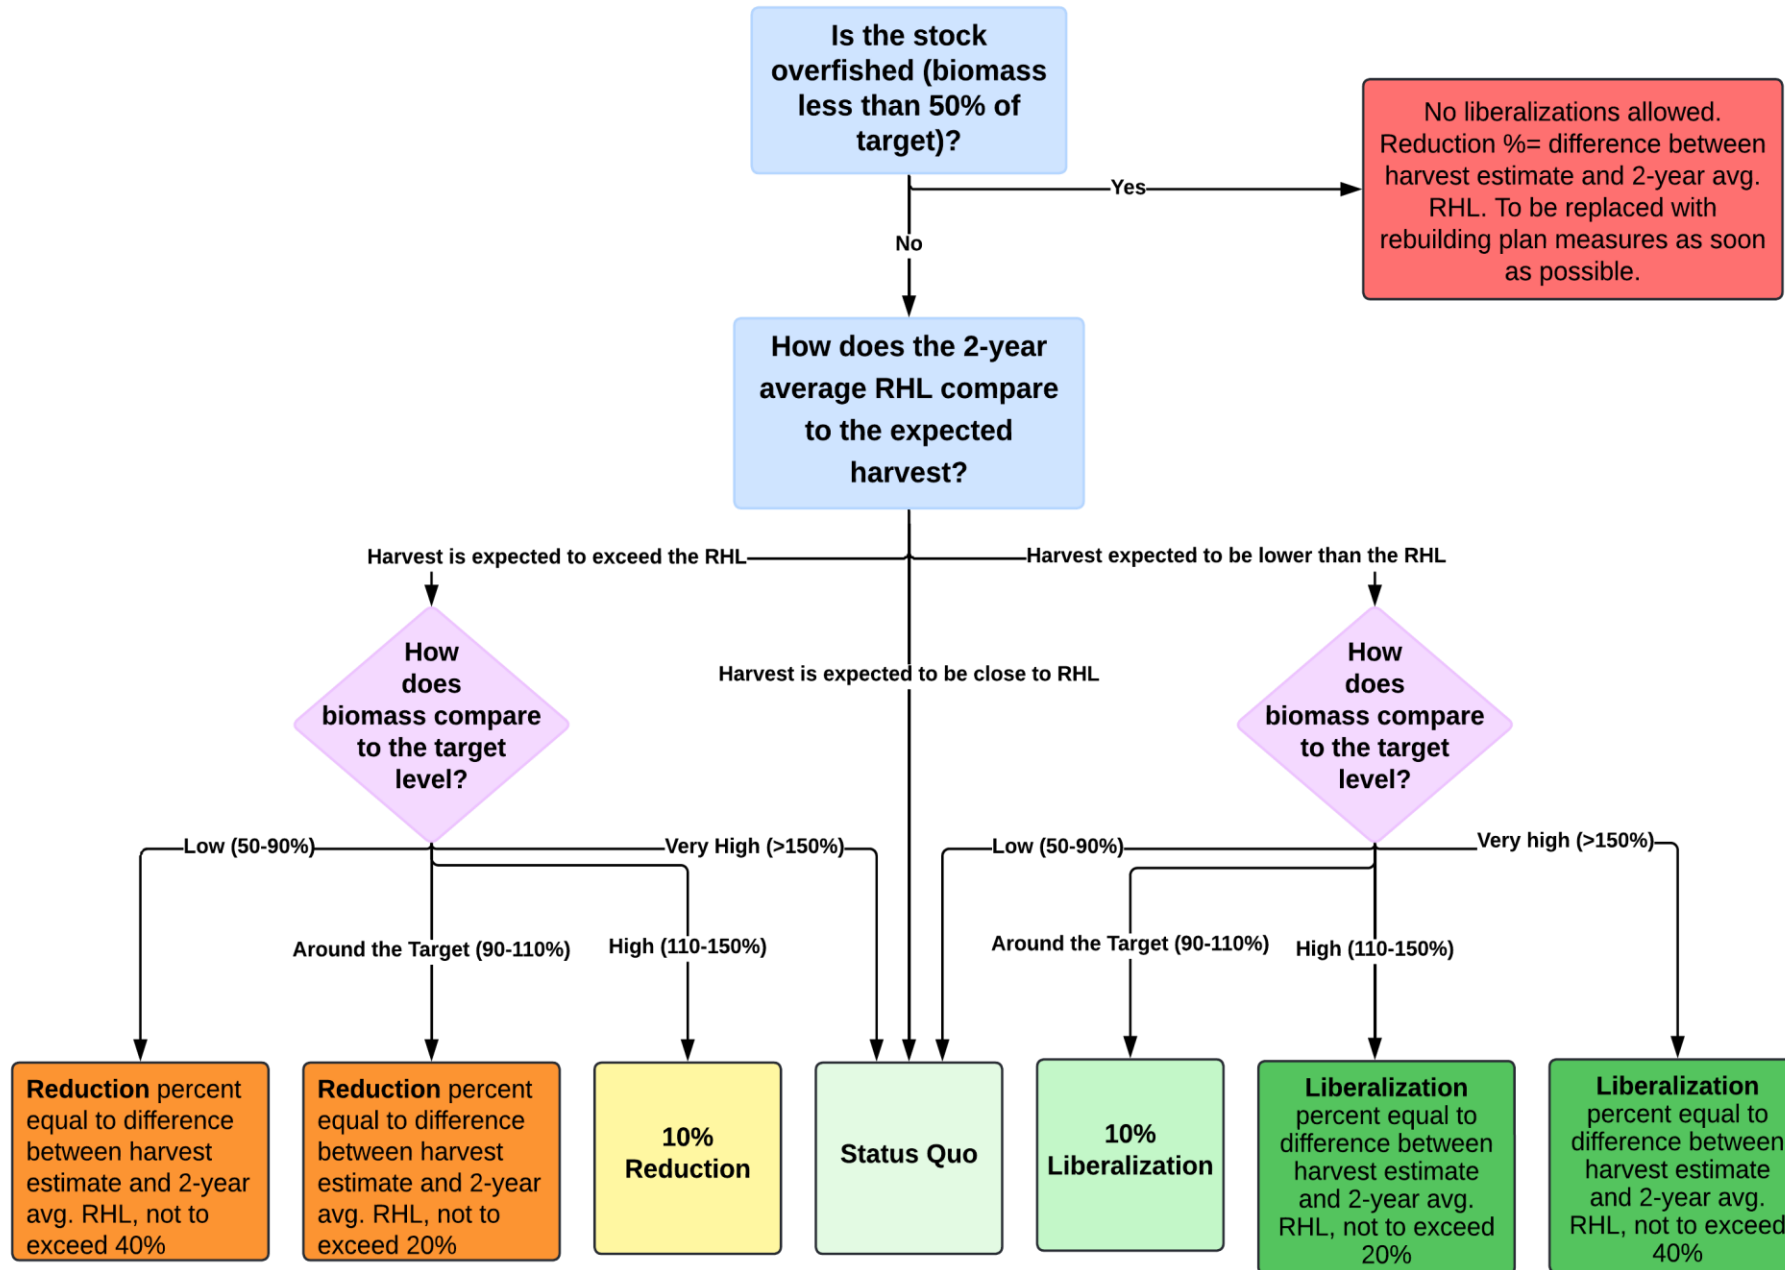 Is the stock
overfished (biomass
less than 50% of
target)?
No liberalizations allowed.
Reduction %= difference between
harvest estimate and 2-year avg.
RHL. To be replaced with
rebuilding plan measures as soon
as possible.
Yes
No
How does the 2-year
average RHL compare
to the expected
harvest?
Harvest is expected to exceed the RHL
Harvest expected to be lower than the RHL
Harvest is expected to be close to RHL
How
does
biomass compare
to the target
level?
How
does
biomass compare
to the target
level?
Low (50-90%)
Very High (>150%)
Around the Target (90-110%)
High (110-150%)
Low (50-90%)
Very high (>150%)
Around the Target (90-110%)
High (110-150%)
Reduction percent
equal to difference
between harvest
estimate and 2-year
avg. RHL, not to
exceed 40%
Reduction percent
equal to difference
between harvest
estimate and 2-year
avg. RHL, not to
exceed 20%
10%
Reduction
Status Quo
10%
Liberalization
Liberalization
percent equal to
difference between
harvest estimate
and 2-year avg.
RHL, not to exceed
20%
Liberalization
percent equal to
difference between
harvest estimate
and 2-year avg.
RHL, not to exceed
40%